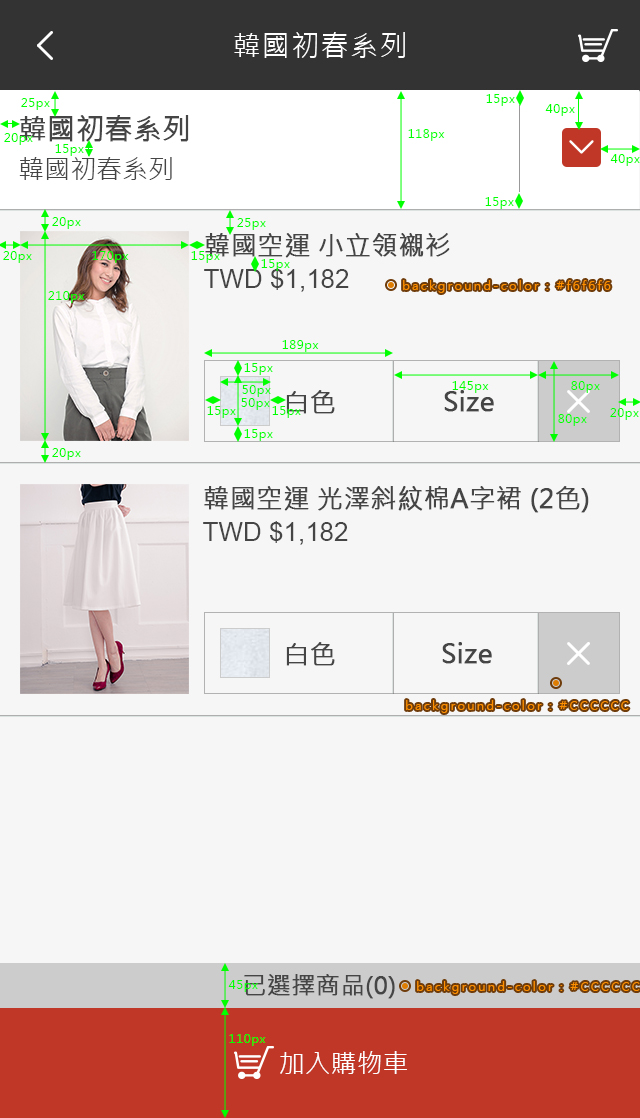 韓國初春系列
25px
15px
40px
118px
20px
韓國初春系列
15px
40px
韓國初春系列
15px
20px
25px
20px
170px
15px
韓國空運 小立領襯衫
15px
TWD $1,182
background-color : #f6f6f6
210px
189px
15px
145px
80px
50px
50px
白色
Size
15px
15px
80px
20px
15px
20px
韓國空運 光澤斜紋棉A字裙 (2色)
TWD $1,182
白色
Size
background-color : #CCCCCC
45px
已選擇商品(0)
background-color : #CCCCCC
110px
加入購物車